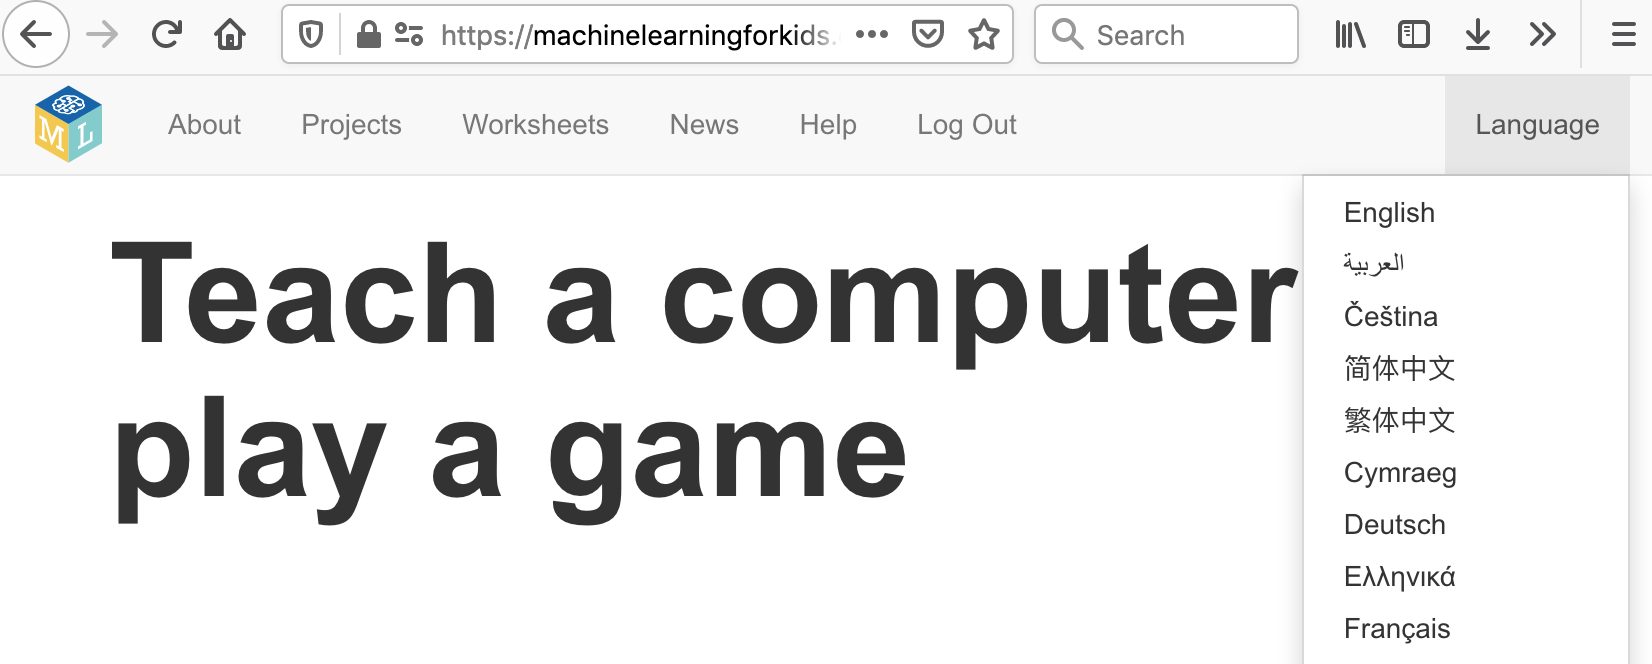 https://machinelearningforkids.
Search
ML
About
Projects
Worksheets
News
Help
Log Out
Language
Teach a computer
play a game
English
العربية
Čeština
简体中文
繁体中文
Cymraeg
Deutsch
Ελληνικά
Français